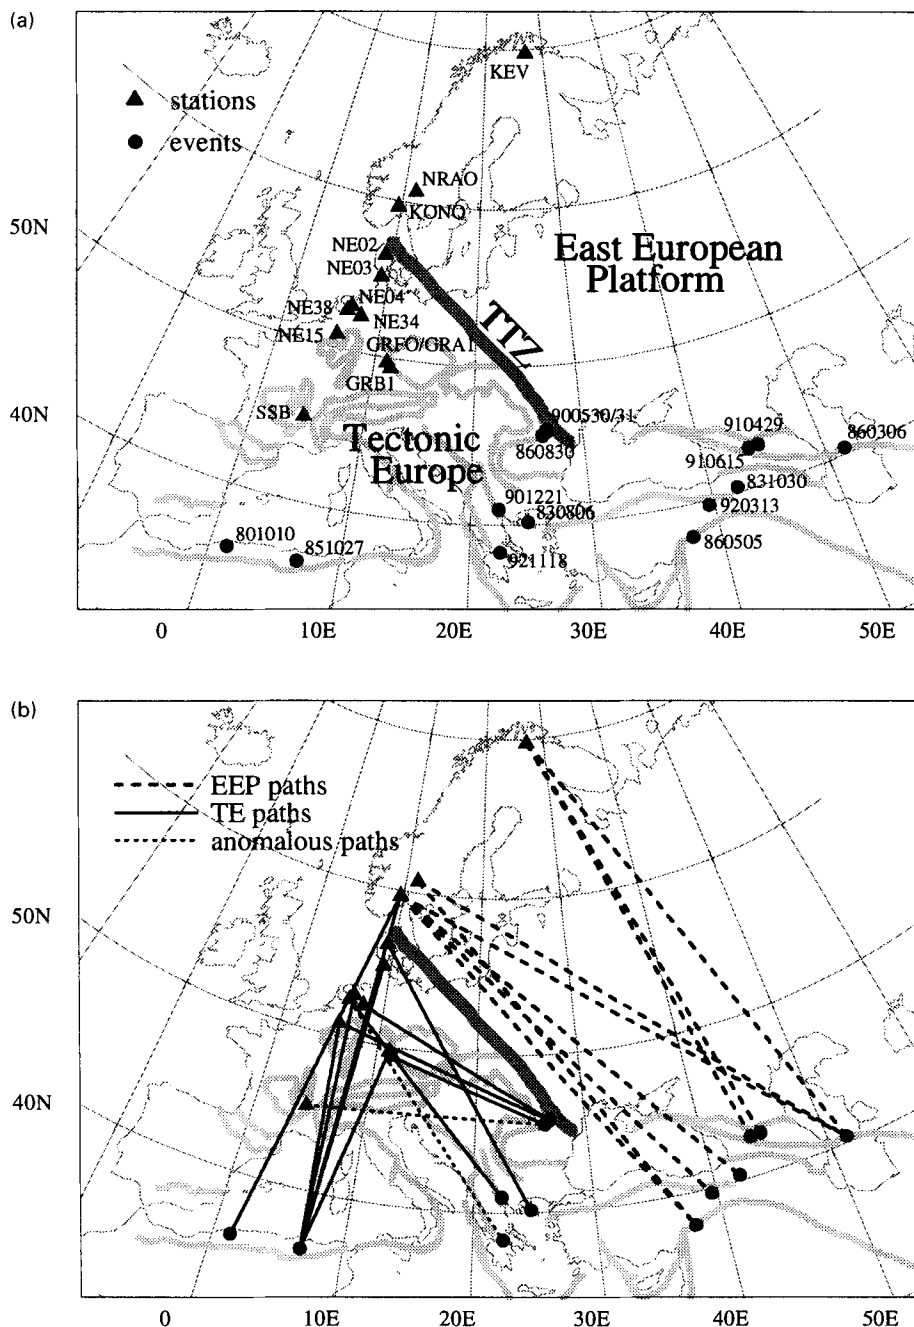 (a)
KEV
stations
events
NRAO
KONO
50N
NE02
NE03
East European
Platform
NE04
NE38
NE34
NE15
TTZ
GRFO/GRA1
GRB1
40N
SSB
900530/31
Tectonic
Europe
860830
910429
860306
910615
831030
901221
830806
920313
801010
851027
921118
860505
0
10E
20E
30E
40E
50E
(b)
EEP paths
TE paths
anomalous paths
50N
40N
0
10E
20E
30E
40E
50E